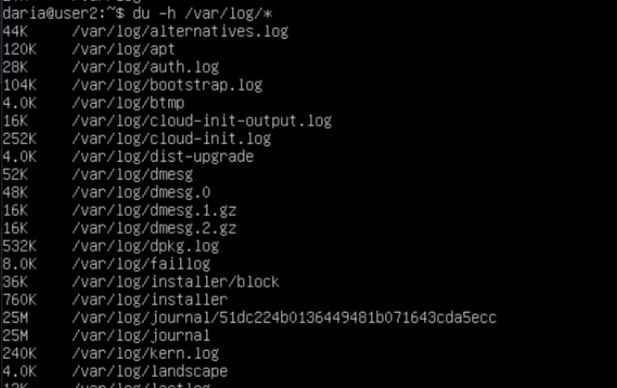 daria@user2:~$ du -h /var/log/*
44K /var/log/alternatives.log
120K /var/log/apt
28K /var/log/auth.log
104K /var/log/bootstrap.log
4.0K /var/log/btmp
16K /var/log/cloud-init-output.log
252K /var/log/cloud-init.log
4.0K /var/log/dist-upgrade
52K /var/log/dmesg
48K /var/log/dmesg.0
16K /var/log/dmesg.1.gz
16K /var/log/dmesg.2.gz
532K /var/log/dpkg.log
8.0K /var/log/faillog
36K /var/log/installer/block
760K /var/log/installer
25M /var/log/journal/51dc224b0136449481b071643cda5ecc
25M /var/log/journal
240K /var/log/kern.log
4.0K /var/log/landscape